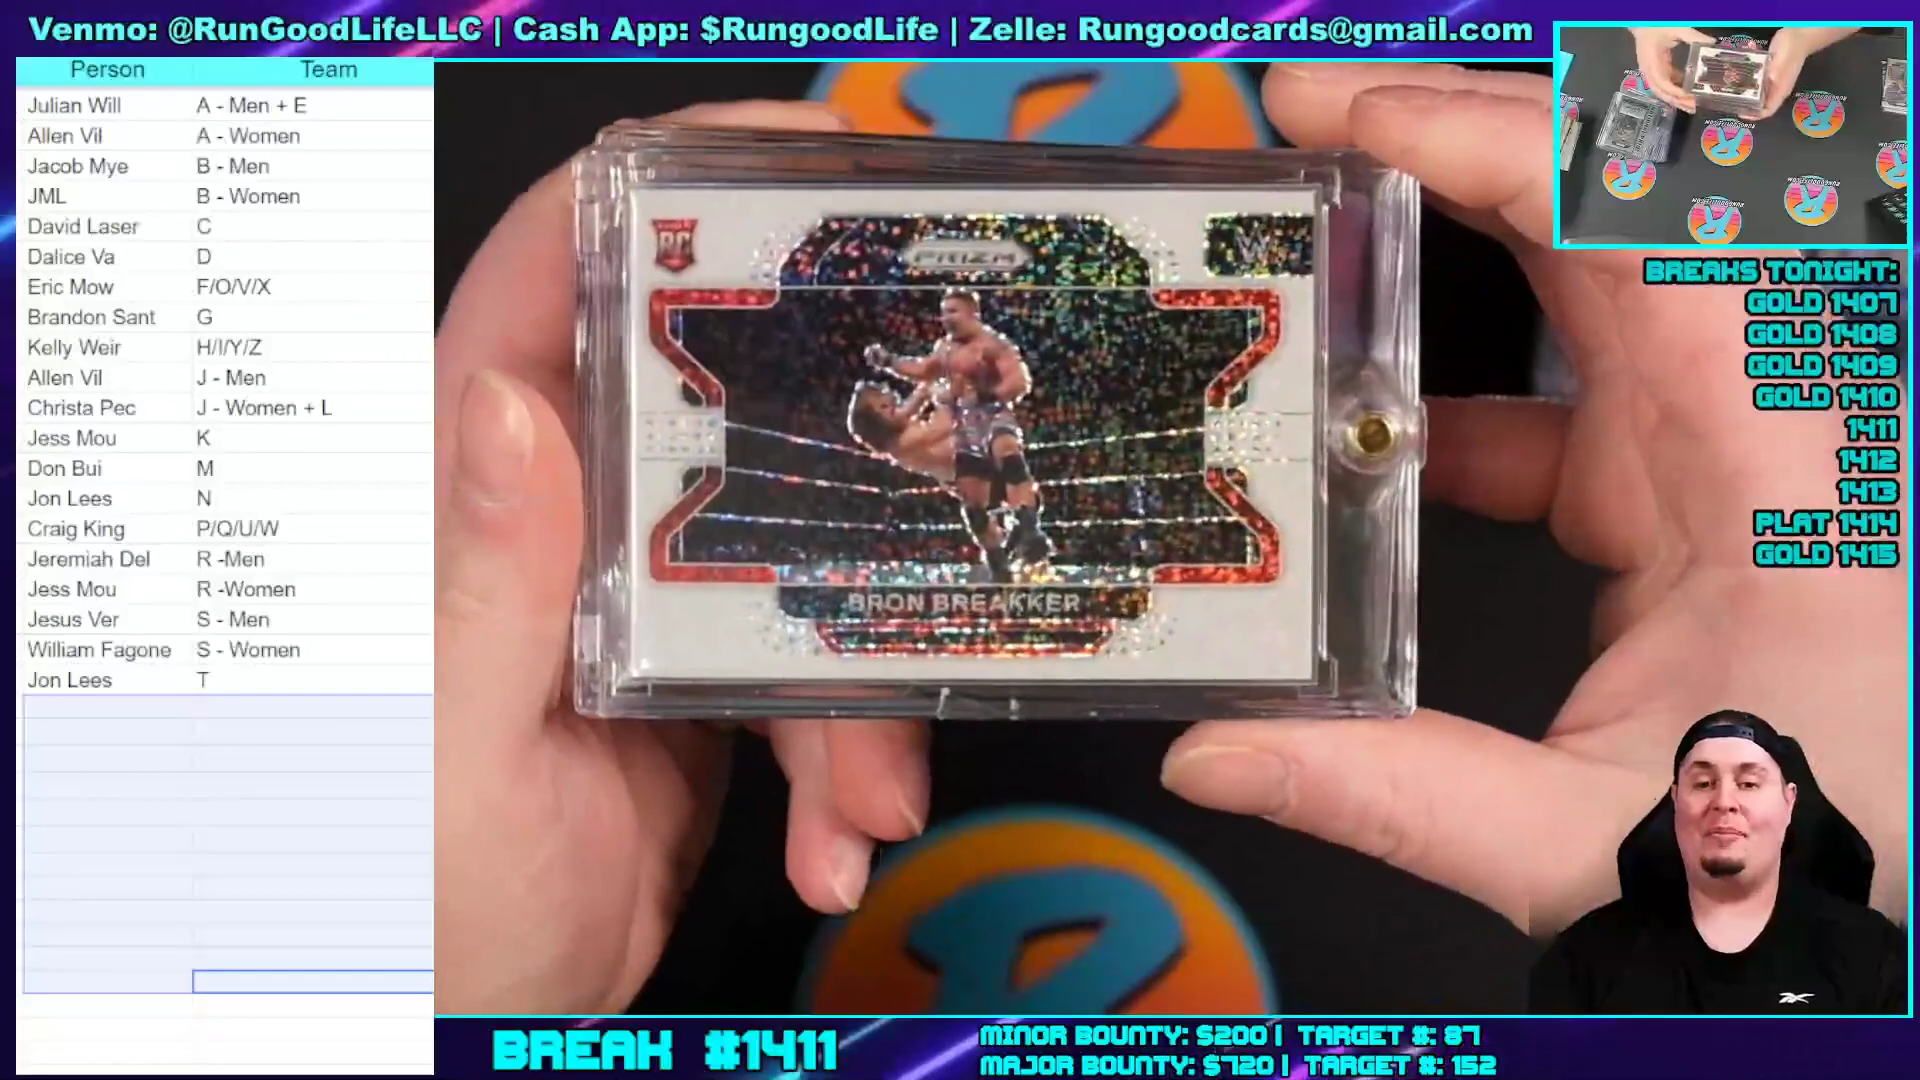 Venmo: @RunGoodLifeLLC | Cash App: $RungoodLife | Zelle: Rungoodcards@gmail.com
Person Team
Julian Will A - Men + E
Allen Vil A - Women
Jacob Mye B - Men
JML B - Women
David Laser C
Dalice Va D
Eric Mow F/O/V/X
Brandon Sant G
Kelly Weir H/I/Y/Z
Allen Vil J - Men
Christa Pec J - Women + L
Jess Mou K
Don Bui M
Jon Lees N
Craig King P/Q/U/W
Jeremiah Del R -Men
Jess Mou R -Women
Jesus Ver S - Men
William Fagone S - Women
Jon Lees T
RC
PRIZM
W
BRON BREAKKER
BREAKS TONIGHT:
GOLD 1407
GOLD 1408
GOLD 1409
GOLD 1410
1411
1412
1413
PLAT 1414
GOLD 1415
BREAK #1411
MINOR BOUNTY: $200 | TARGET #: 87
MAJOR BOUNTY: $720 | TARGET #: 152